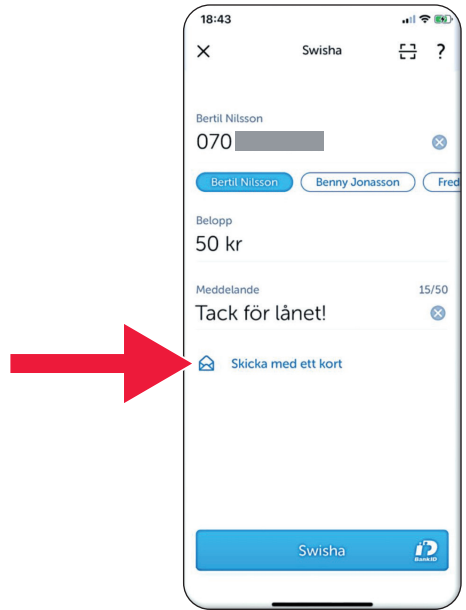 18:43
Swisha
?
Bertil Nilsson
070
Bertil Nilsson Benny Jonasson Fred
Belopp
50 kr
Meddelande 15/50
Tack för lånet!
Skicka med ett kort
Swisha
BankID